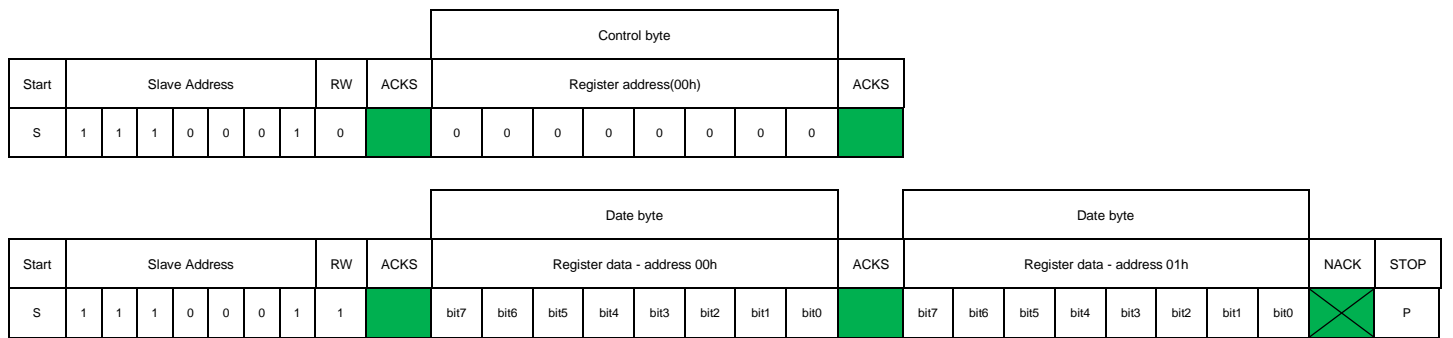 Control byte
Start Slave Address RW ACKS Register address(00h) ACKS
S 1 1 1 0 0 0 1 0 0 0 0 0 0 0 0 0
Date byte Date byte
Start Slave Address RW ACKS Register data - address 00h ACKS Register data - address 01h NACK STOP
S 1 1 1 0 0 0 1 1 bit7 bit6 bit5 bit4 bit3 bit2 bit1 bit0 bit7 bit6 bit5 bit4 bit3 bit2 bit1 bit0 P